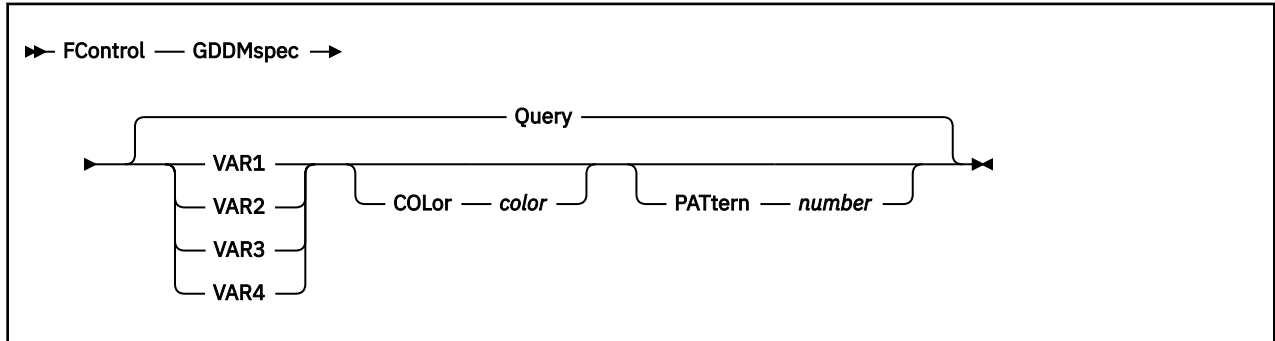 FControl GDDMspec
Query
VAR1
VAR2
VAR3
VAR4
COLor color
PATtern number